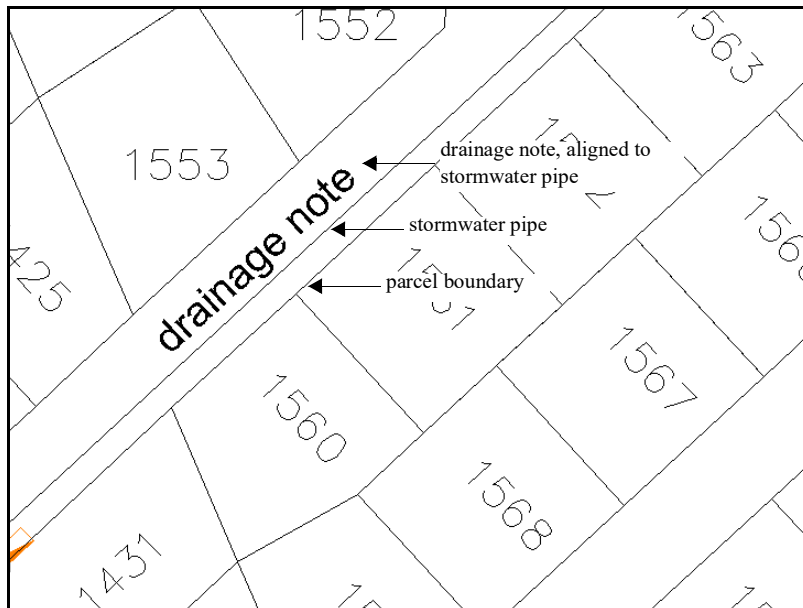 1552
1563
1553
drainage note, aligned to
stormwater pipe
drainage note
stormwater pipe
parcel boundary
1567
1560
1568
1431